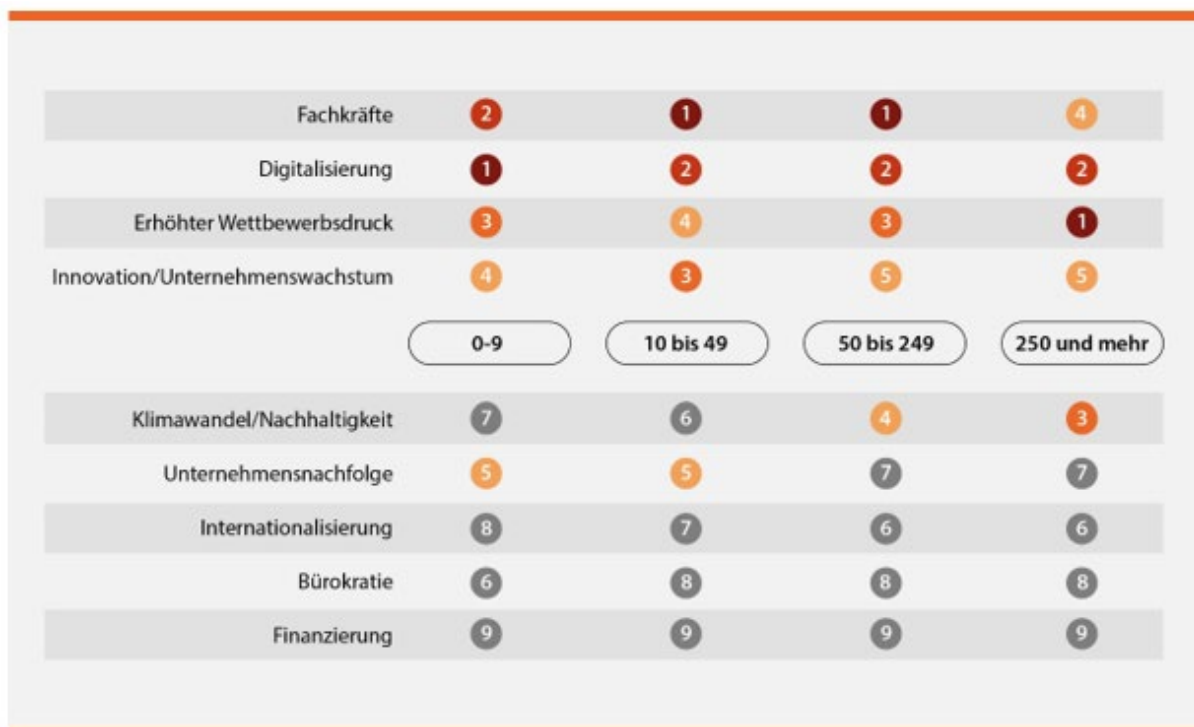 Fachkräfte 2 1 1 4
Digitalisierung 1 2 2 2
Erhöhter Wettbewerbsdruck 3 4 3 1
Innovation/Unternehmenswachstum 4 3 5 5
0-9 10 bis 49 50 bis 249 250 und mehr
Klimawandel/Nachhaltigkeit 7 6 4 3
Unternehmensnachfolge 5 5 7 7
Internationalisierung 8 7 6 6
Bürokratie 6 8 8 8
Finanzierung 9 9 9 9